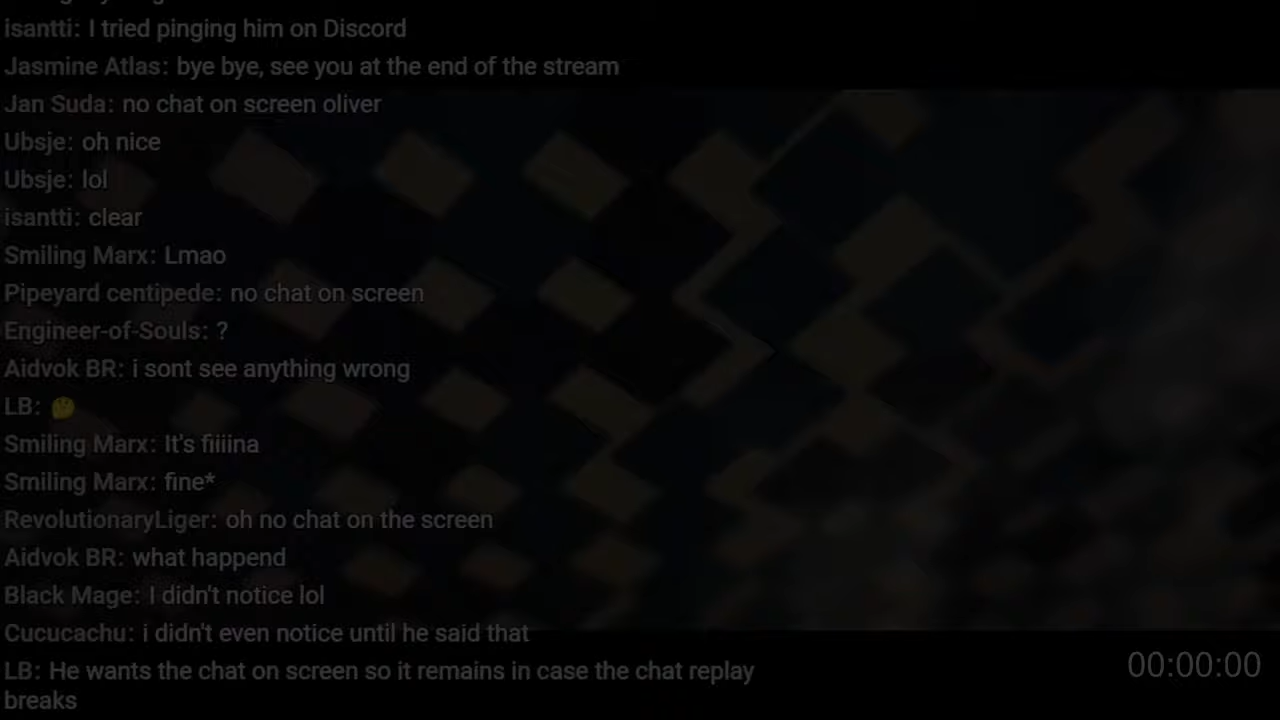 isantti: I tried pinging him on Discord
Jasmine Atlas: bye bye, see you at the end of the stream
Jan Suda: no chat on screen oliver
Ubsje: oh nice
Ubsje: lol
isantti: clear
Smiling Marx: Lmao
Pipeyard centipede: no chat on screen
Engineer-of-Souls: ?
Aidvok BR: i sont see anything wrong
LB: 🤔
Smiling Marx: It's fiiiina
Smiling Marx: fine*
RevolutionaryLiger: oh no chat on the screen
Aidvok BR: what happend
Black Mage: I didn't notice lol
Cucucachu: i didn't even notice until he said that
LB: He wants the chat on screen so it remains in case the chat replay
breaks
00:00:00